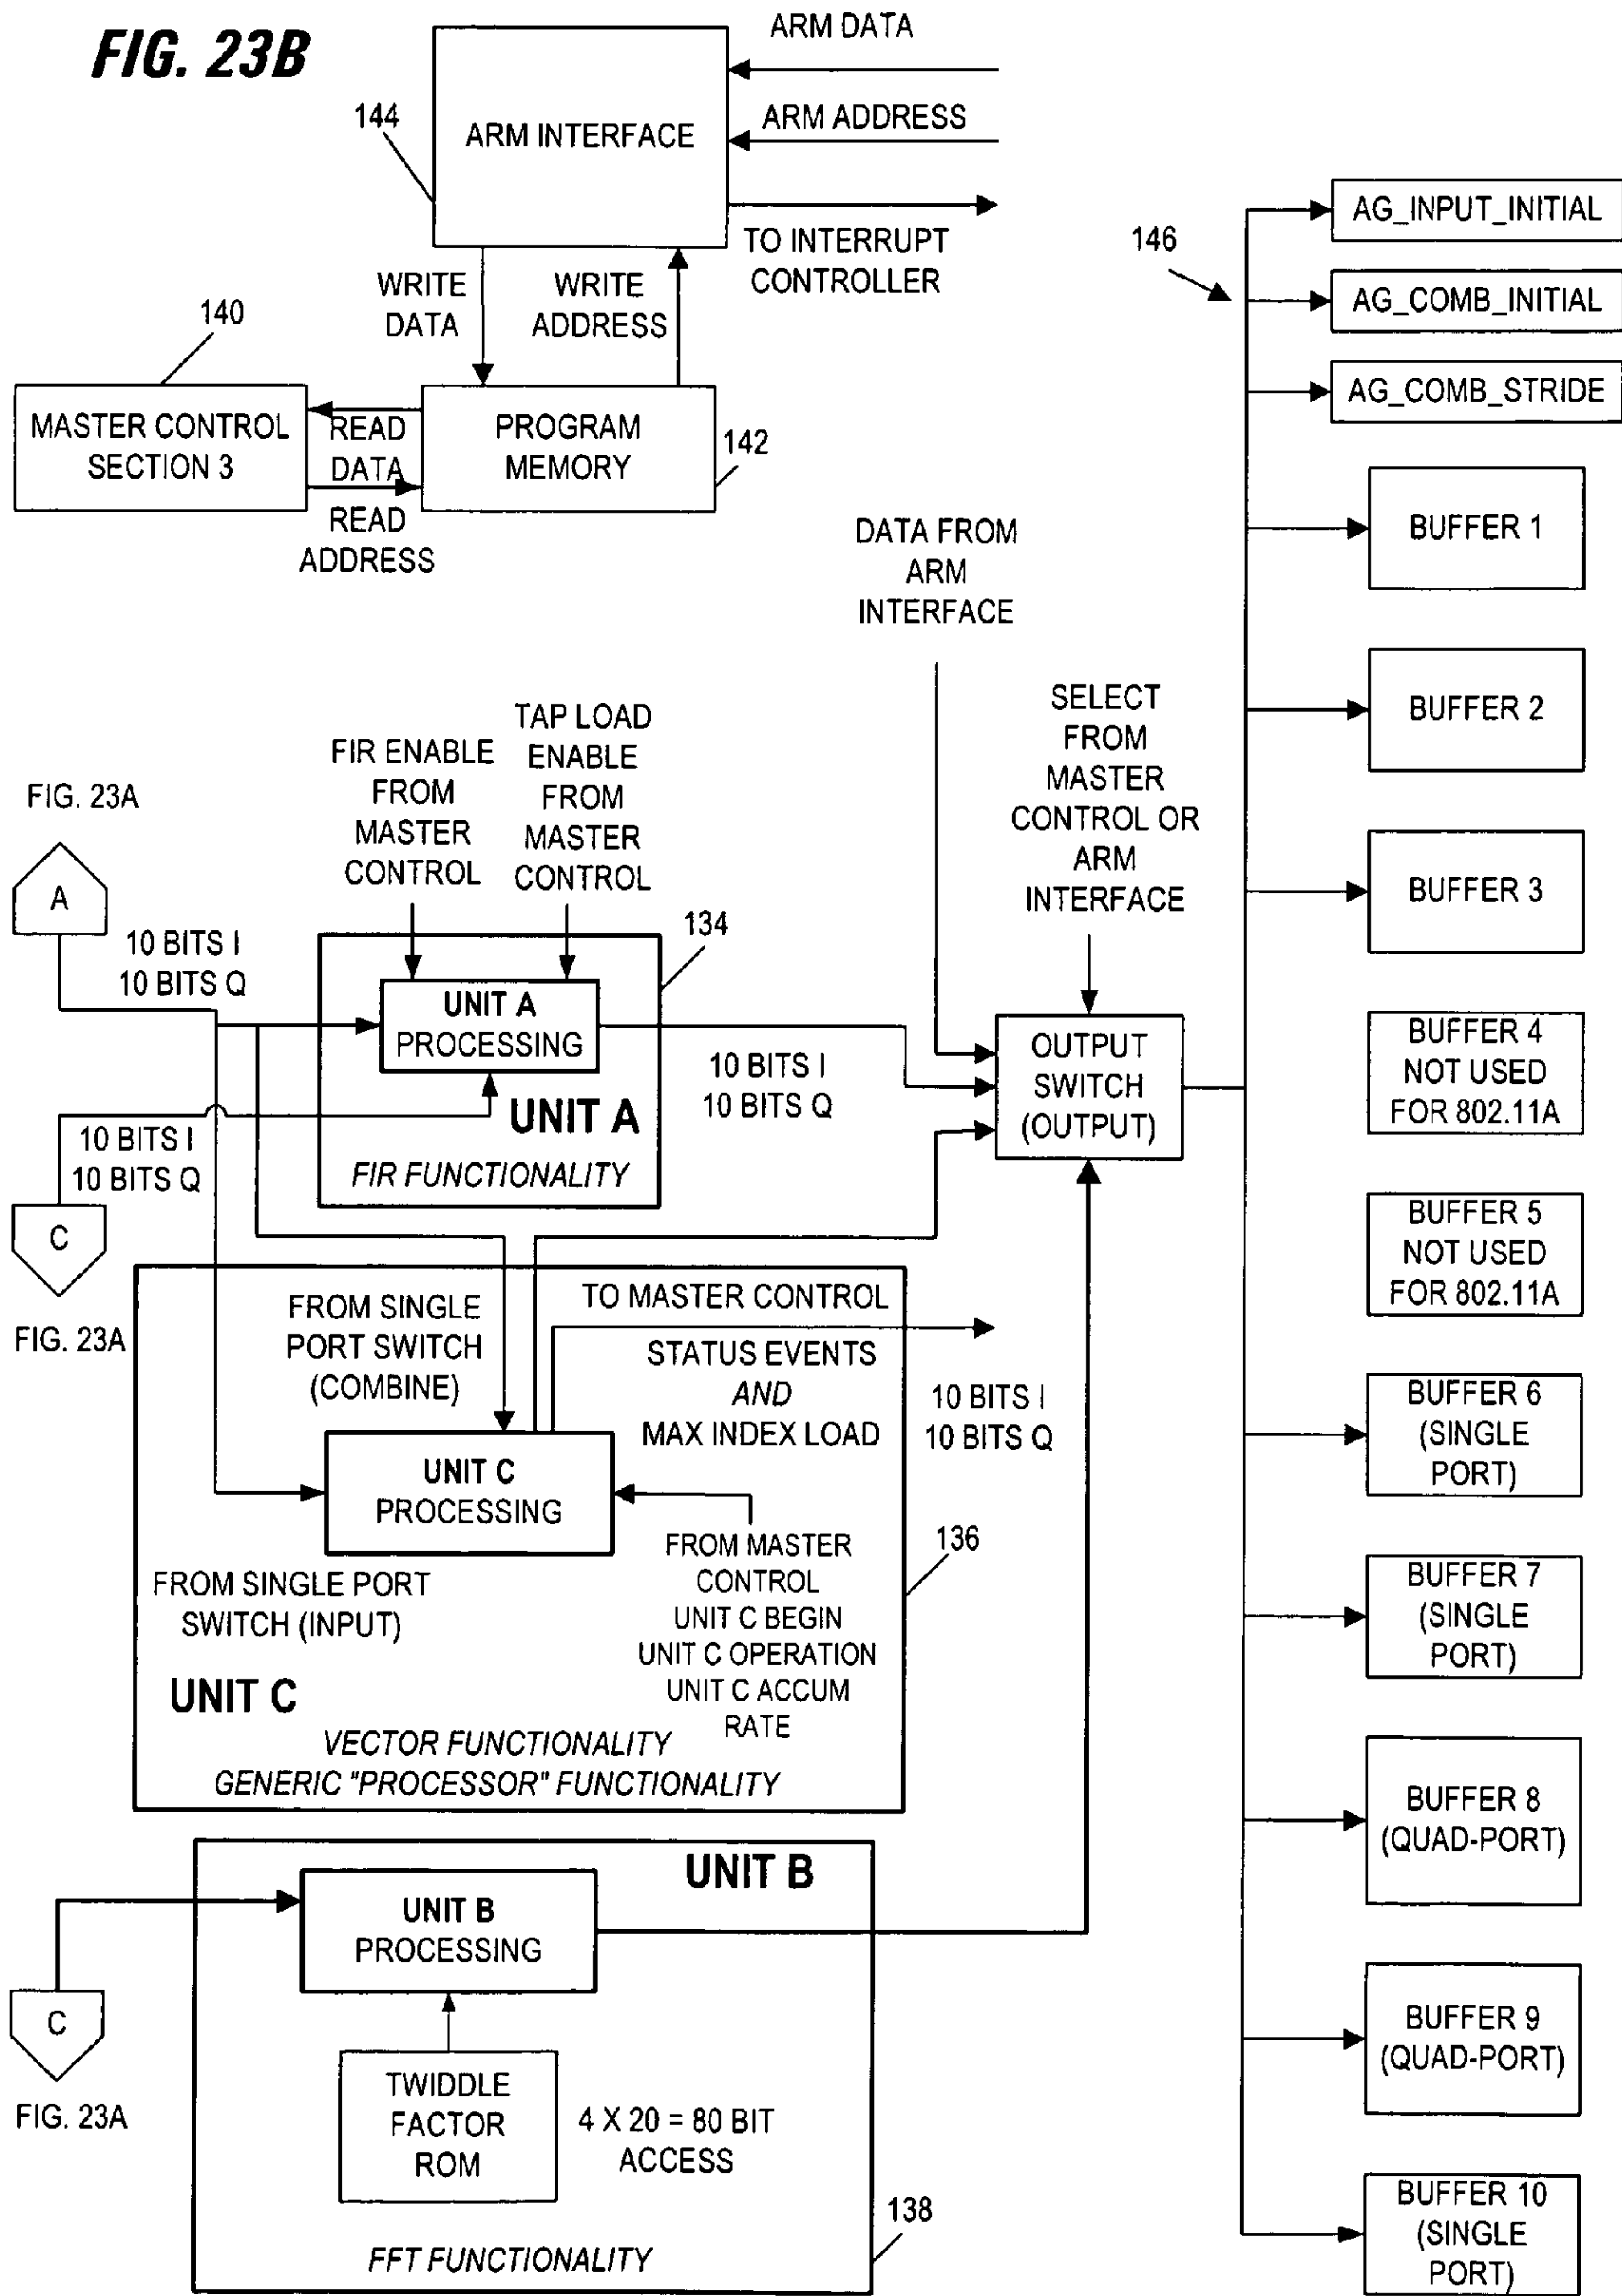 FIG. 23B
ARM DATA
ARM ADDRESS
144
ARM INTERFACE
TO INTERRUPT
CONTROLLER
WRITE
DATA
WRITE
ADDRESS
140
MASTER CONTROL
SECTION 3
READ
DATA
READ
ADDRESS
PROGRAM
MEMORY
142
146
AG_INPUT_INITIAL
AG_COMB_INITIAL
AG_COMB_STRIDE
BUFFER 1
BUFFER 2
BUFFER 3
BUFFER 4
NOT USED
FOR 802.11A
BUFFER 5
NOT USED
FOR 802.11A
BUFFER 6
(SINGLE
PORT)
BUFFER 7
(SINGLE
PORT)
BUFFER 8
(QUAD-PORT)
BUFFER 9
(QUAD-PORT)
BUFFER 10
(SINGLE
PORT)
DATA FROM
ARM
INTERFACE
SELECT
FROM
MASTER
CONTROL OR
ARM
INTERFACE
OUTPUT
SWITCH
(OUTPUT)
FIR ENABLE
FROM
MASTER
CONTROL
TAP LOAD
ENABLE
FROM
MASTER
CONTROL
FIG. 23A
A
10 BITS I
10 BITS Q
134
UNIT A
PROCESSING
UNIT A
FIR FUNCTIONALITY
10 BITS I
10 BITS Q
10 BITS I
10 BITS Q
C
FIG. 23A
FROM SINGLE
PORT SWITCH
(COMBINE)
TO MASTER CONTROL
STATUS EVENTS
AND
MAX INDEX LOAD
10 BITS I
10 BITS Q
UNIT C
PROCESSING
FROM SINGLE PORT
SWITCH (INPUT)
FROM MASTER
CONTROL
UNIT C BEGIN
UNIT C OPERATION
UNIT C ACCUM
RATE
136
UNIT C
VECTOR FUNCTIONALITY
GENERIC "PROCESSOR" FUNCTIONALITY
UNIT B
UNIT B
PROCESSING
C
FIG. 23A
TWIDDLE
FACTOR
ROM
4 X 20 = 80 BIT
ACCESS
138
FFT FUNCTIONALITY